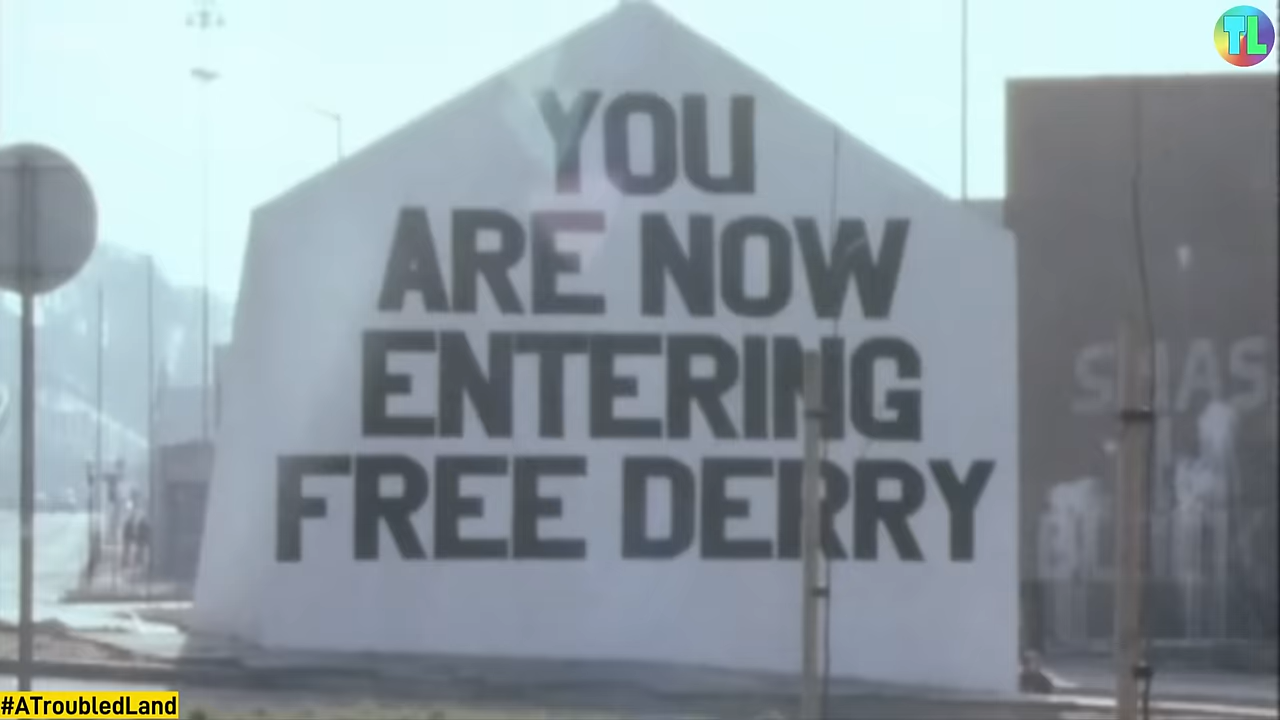 TL
YOU
ARE NOW
ENTERING
FREE DERRY
#ATroubledLand